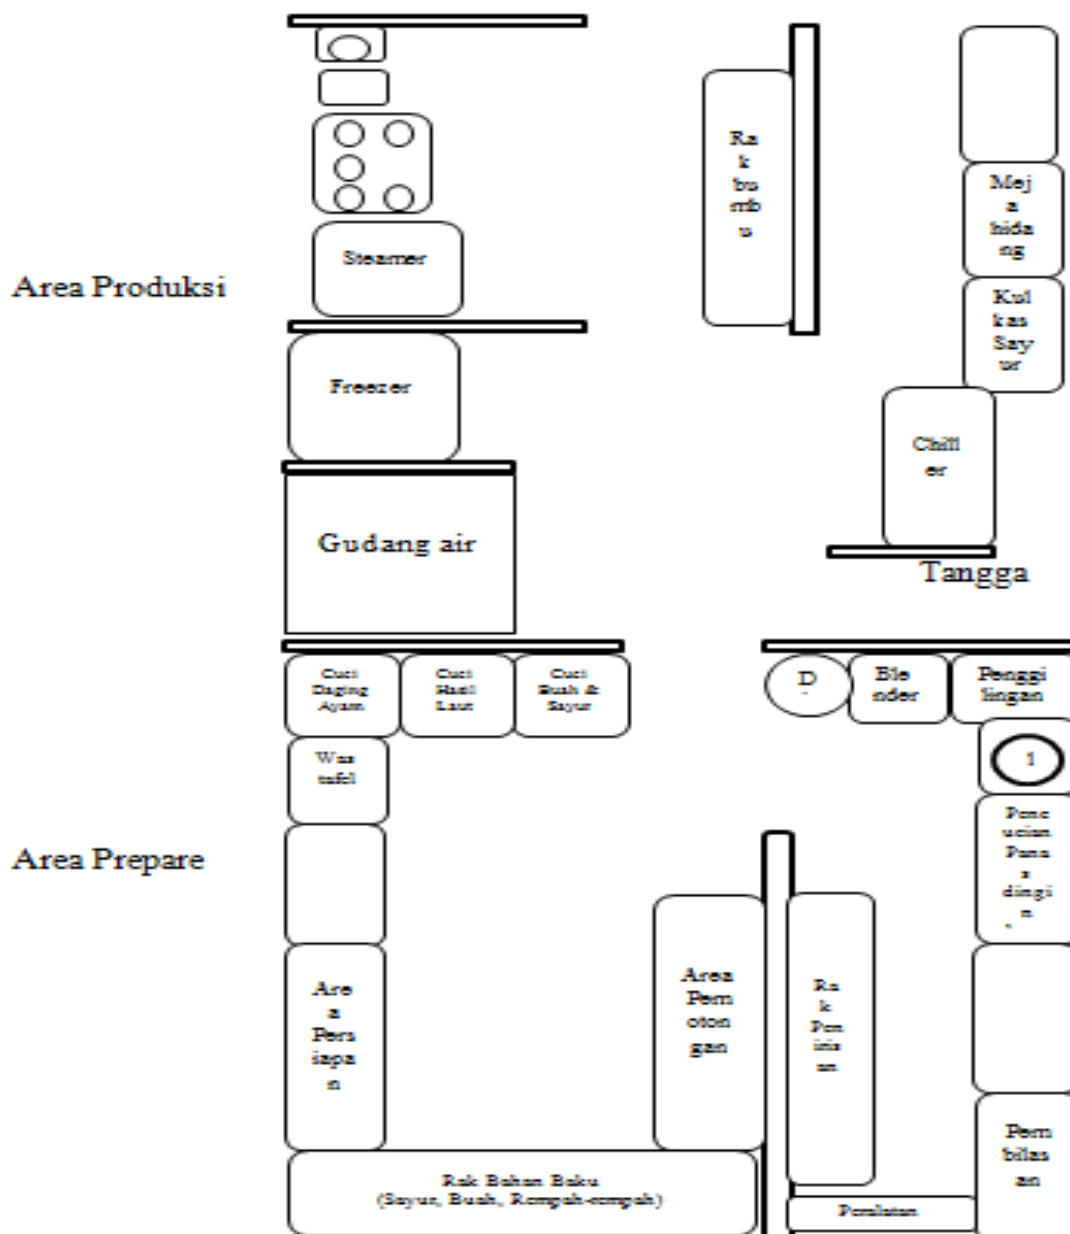 Ra
k
bu
mb
u
Mej
a
hida
ng
Steamer
Area Produksi
Kul
kas
Say
ur
Freezer
Chill
er
Gudang air
Tangga
Cuci
Daging
Ayam
Cuci
Hasil
Laut
Cuci
Buah &
Sayur
D
Ble
nder
Penggi
lingan
Was
tafel
1
Area Prepare
Penc
ucian
Pana
s
dingi
n
Are
a
Pers
iapa
n
Area
Pem
oton
gan
Ra
k
Pen
iris
an
Pem
bilas
an
Rak Bahan Baku
(Sayur, Buah, Rempah-rempah)
Peralatan